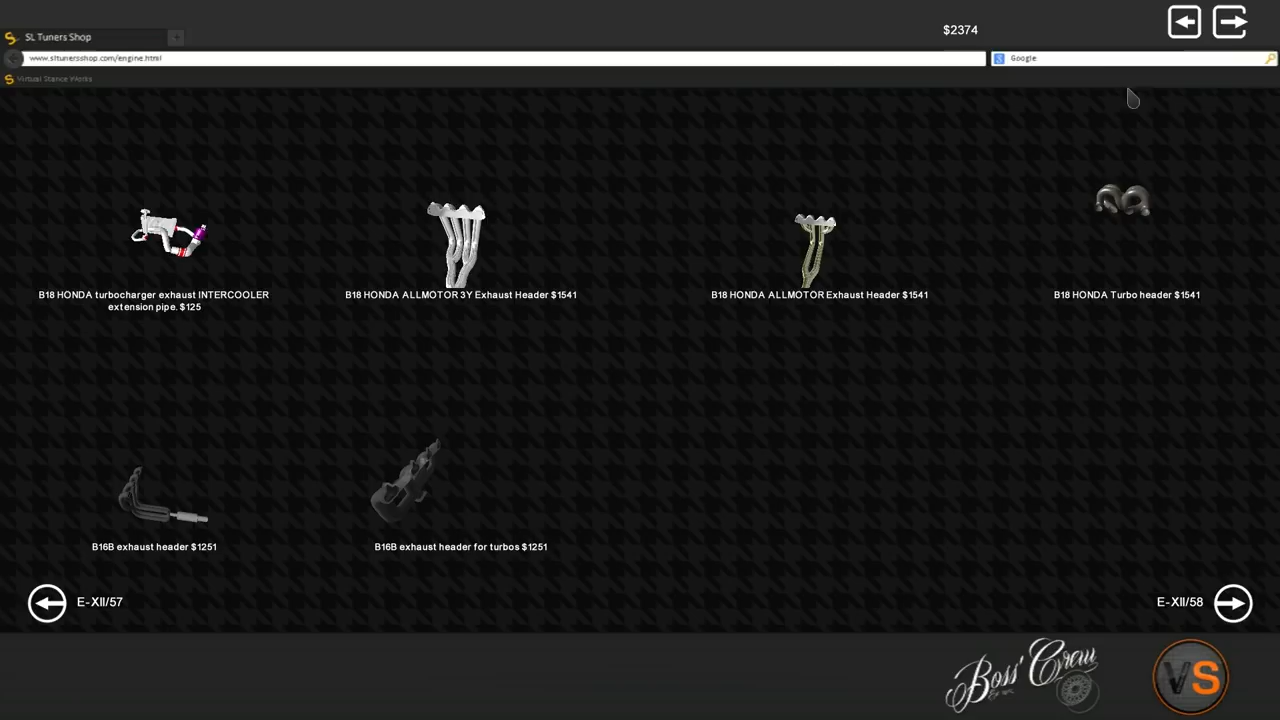 $2374
SL Tuners Shop
www.sltunersshop.com/engine.html
Google
Virtual Stance Works
B18 HONDA turbocharger exhaust INTERCOOLER
extension pipe. $125
B18 HONDA ALLMOTOR 3Y Exhaust Header $1541
B18 HONDA ALLMOTOR Exhaust Header $1541
B18 HONDA Turbo header $1541
B16B exhaust header $1251
B16B exhaust header for turbos $1251
E-XII/57
E-XII/58
Boss' Crew
VS